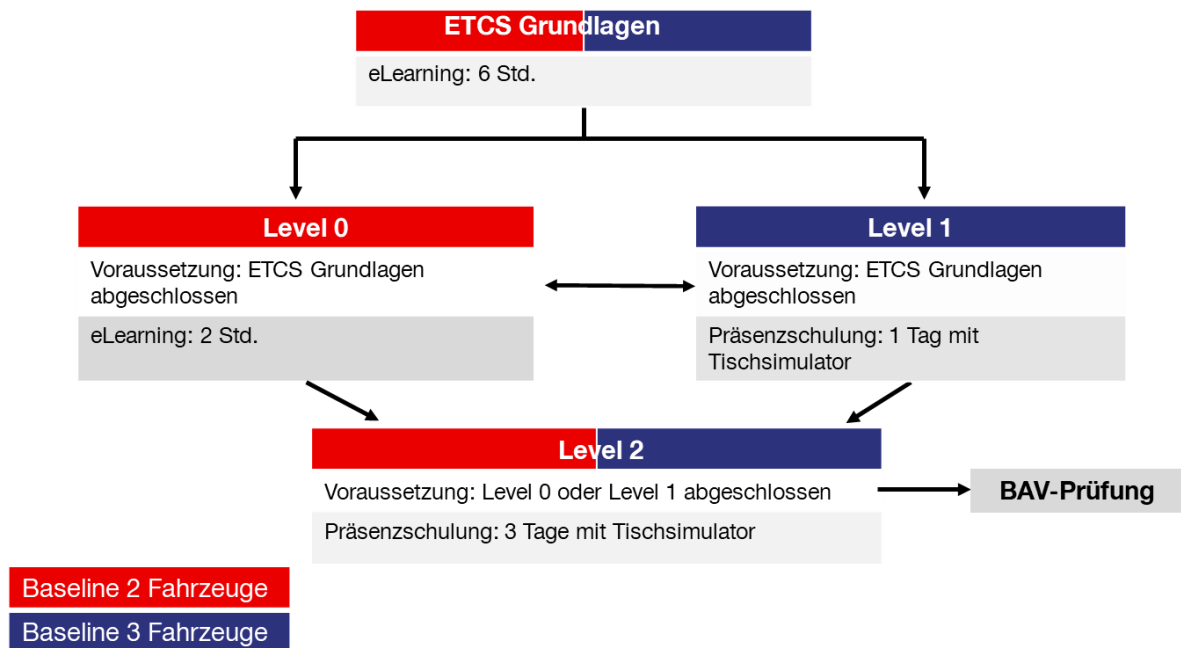 ETCS Grundlagen
eLearning: 6 Std.
Level 0
Voraussetzung: ETCS Grundlagen
abgeschlossen
eLearning: 2 Std.
Level 1
Voraussetzung: ETCS Grundlagen
abgeschlossen
Präsenzschulung: 1 Tag mit
Tischsimulator
Level 2
Voraussetzung: Level 0 oder Level 1 abgeschlossen
Präsenzschulung: 3 Tage mit Tischsimulator
BAV-Prüfung
Baseline 2 Fahrzeuge
Baseline 3 Fahrzeuge